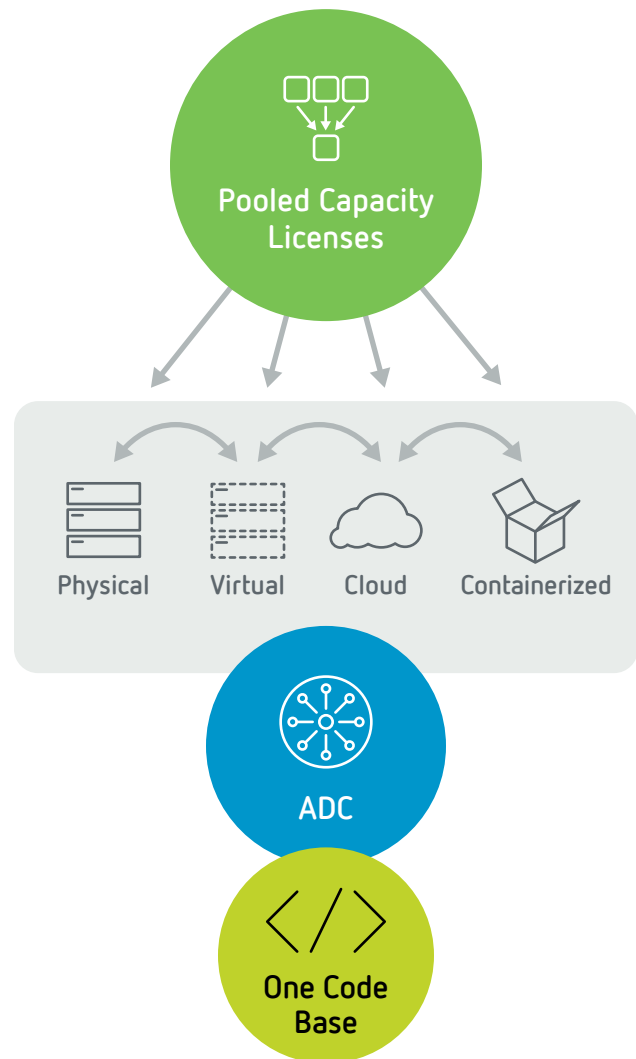 Pooled Capacity
Licenses
Physical
Virtual
Cloud
Containerized
ADC
One Code
Base